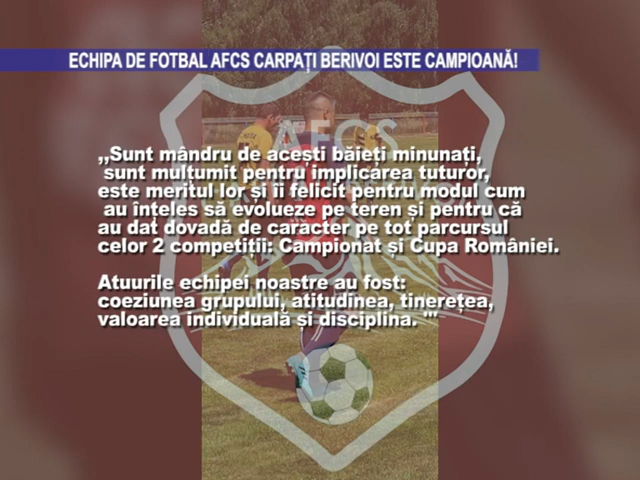 ECHIPA DE FOTBAL AFCS CARPAȚI BERIVOI ESTE CAMPIOANĂ!
AFCS
,,Sunt mândru de acești băieți minunați,
sunt mulțumit pentru implicarea tuturor,
este meritul lor și îi felicit pentru modul cum
au înțeles să evolueze pe teren și pentru că
au dat dovadă de caracter pe tot parcursul
celor 2 competiții: Campionat și Cupa României.
Atuurile echipei noastre au fost:
coeziunea grupului, atitudinea, tinerețea,
valoarea individuală și disciplina. '"